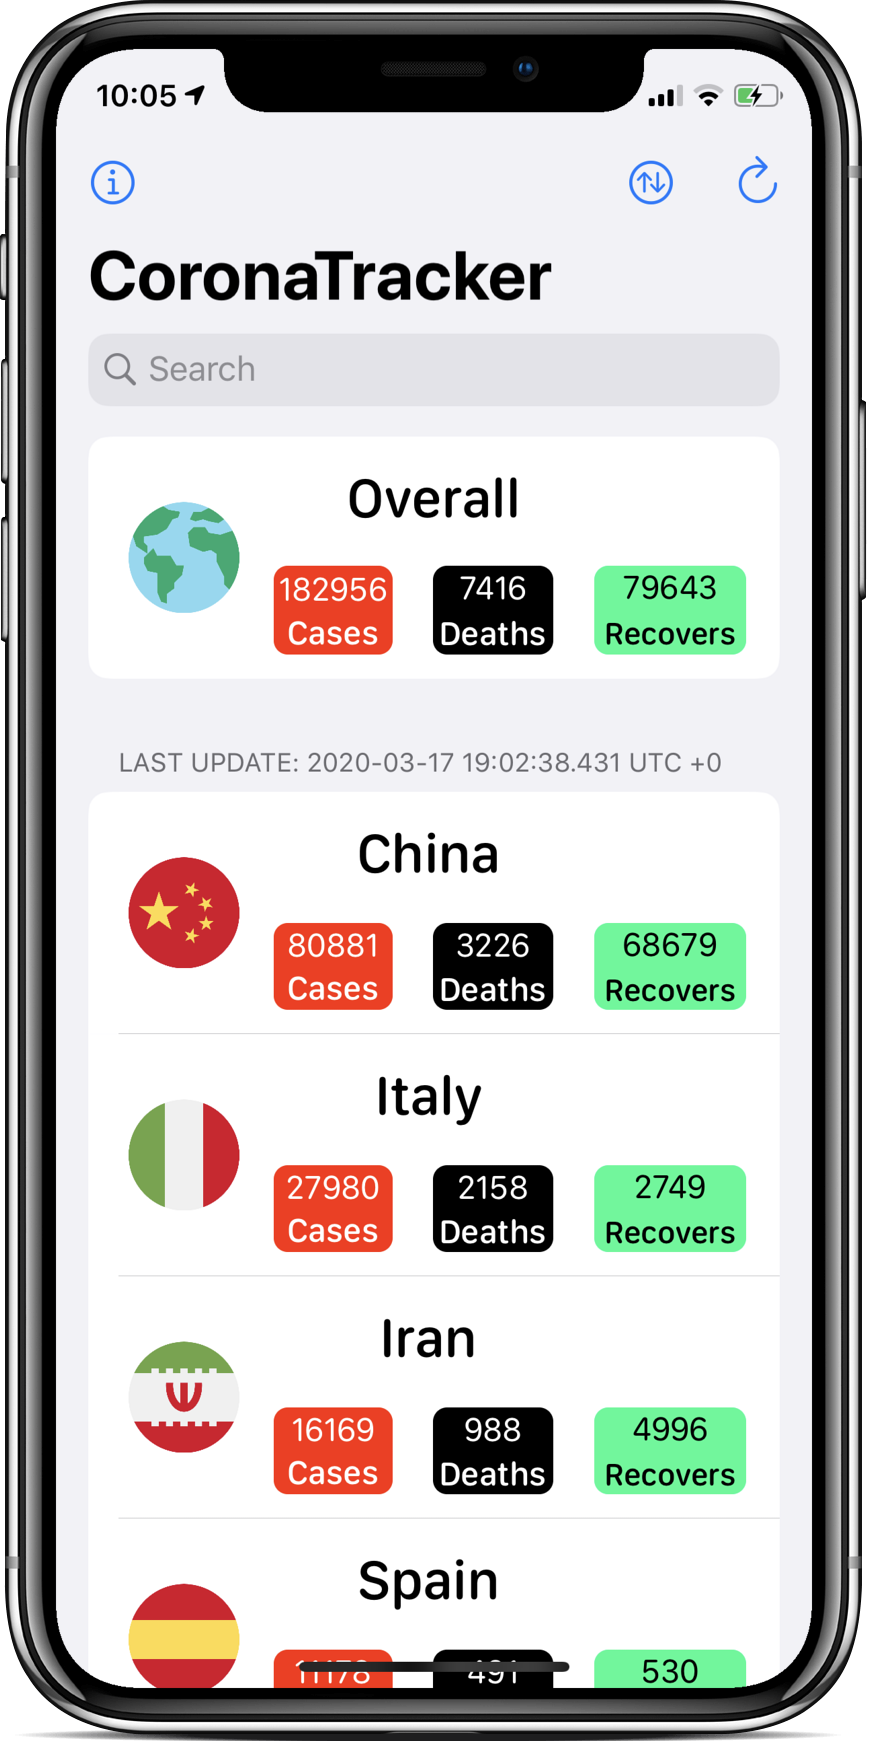 10:05
CoronaTracker
Search
Overall
182956 7416 79643
Cases Deaths Recovers
LAST UPDATE: 2020-03-17 19:02:38.431 UTC +0
China
80881 3226 68679
Cases Deaths Recovers
Italy
27980 2158 2749
Cases Deaths Recovers
Iran
16169 988 4996
Cases Deaths Recovers
Spain
11178 491 530